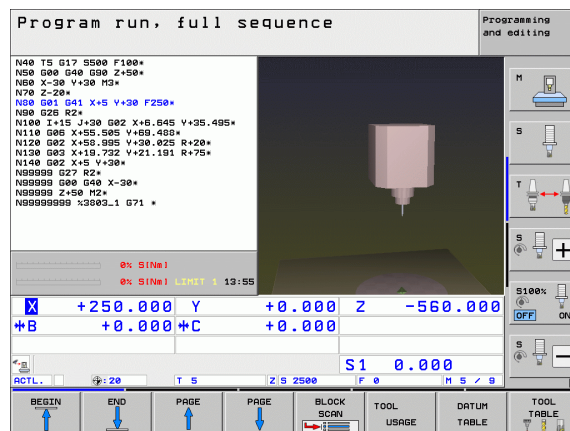 Program run, full sequence
Programming
and editing
N40 T5 G17 S500 F100*
N50 G00 G40 G90 Z+50*
N60 X-30 Y+30 M3*
N70 Z-20*
N80 G01 G41 X+5 Y+30 F250*
N90 G26 R2*
N100 I+15 J+30 G02 X+6.645 Y+35.495*
N110 G06 X+55.505 Y+69.488*
N120 G02 X+58.995 Y+30.025 R+20*
N130 G03 X+19.732 Y+21.191 R+75*
N140 G02 X+5 Y+30*
N99999 G27 R2*
N99999 G00 G40 X-30*
N99999 Z+50 M2*
N99999999 %3803_1 G71 *
0% S[Nm]
0% S[Nm] LIMIT 1 13:55
X +250.000 Y +0.000 Z -560.000
B +0.000 C +0.000
S1 0.000
ACTL. : 20 T 5 Z S 2500 F 0 M 5 / 9
M
S
T
S
S100%
OFF ON
S
BEGIN
END
PAGE
PAGE
BLOCK
SCAN
TOOL
USAGE
DATUM
TABLE
TOOL
TABLE